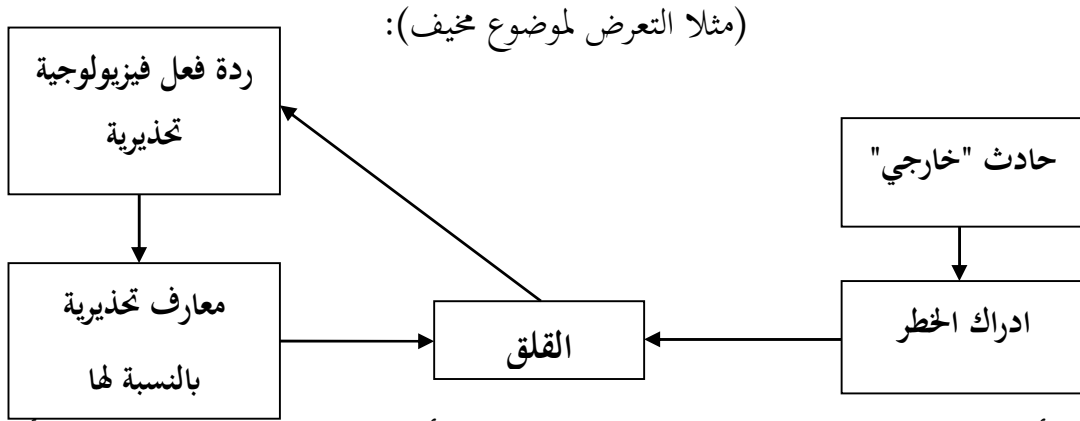 (مثلا التعرض لموضوع مخيف):
حادث "خارجي"
ادراك الخطر
القلق
ردة فعل فيزيولوجية
تحذيرية
معارف تحذيرية
بالنسبة لها